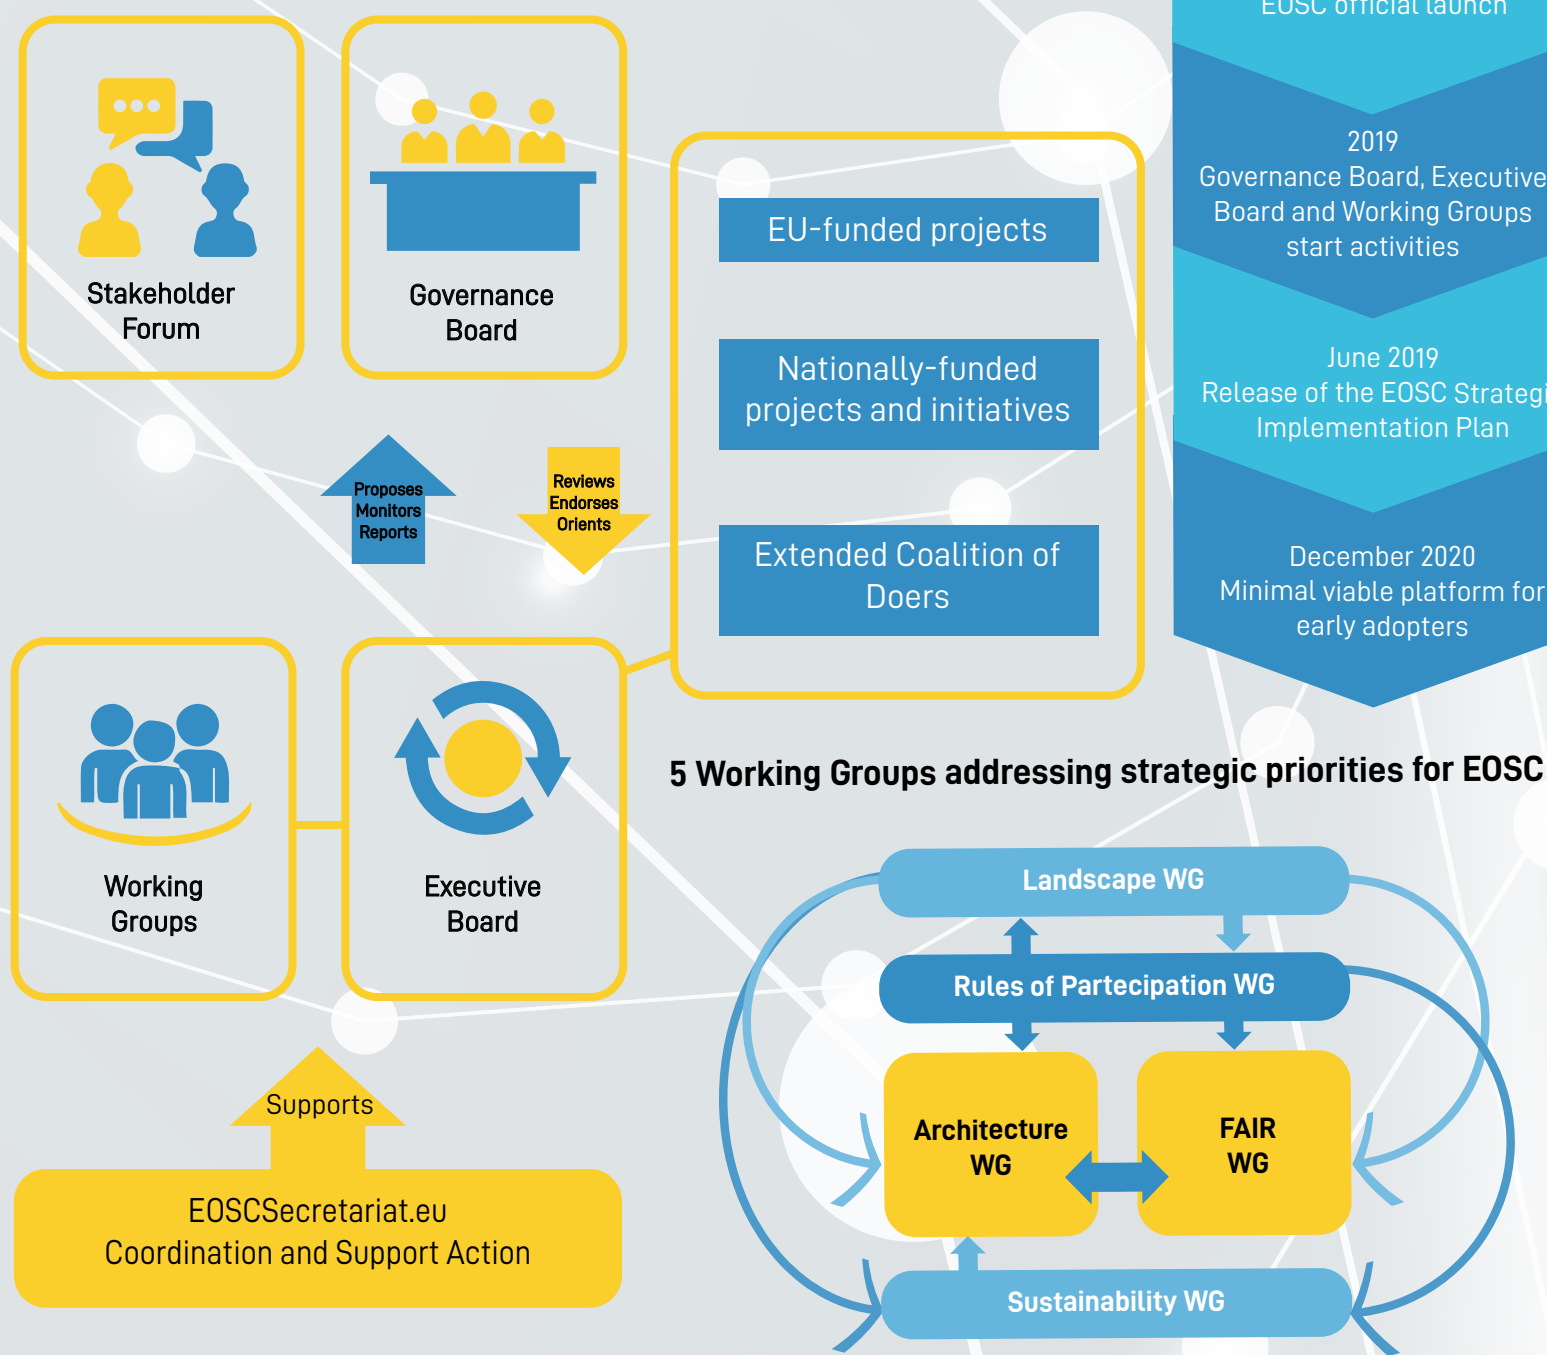 Stakeholder
Forum
Governance
Board
Proposes
Monitors
Reports
Reviews
Endorses
Orients
Working
Groups
Executive
Board
Supports
EOSCSecretariat.eu
Coordination and Support Action
EU-funded projects
Nationally-funded
projects and initiatives
Extended Coalition of
Doers
EOSC official launch
2019
Governance Board, Executive
Board and Working Groups
start activities
June 2019
Release of the EOSC Strategi
Implementation Plan
December 2020
Minimal viable platform for
early adopters
5 Working Groups addressing strategic priorities for EOSC
Landscape WG
Rules of Partecipation WG
Architecture
WG
FAIR
WG
Sustainability WG